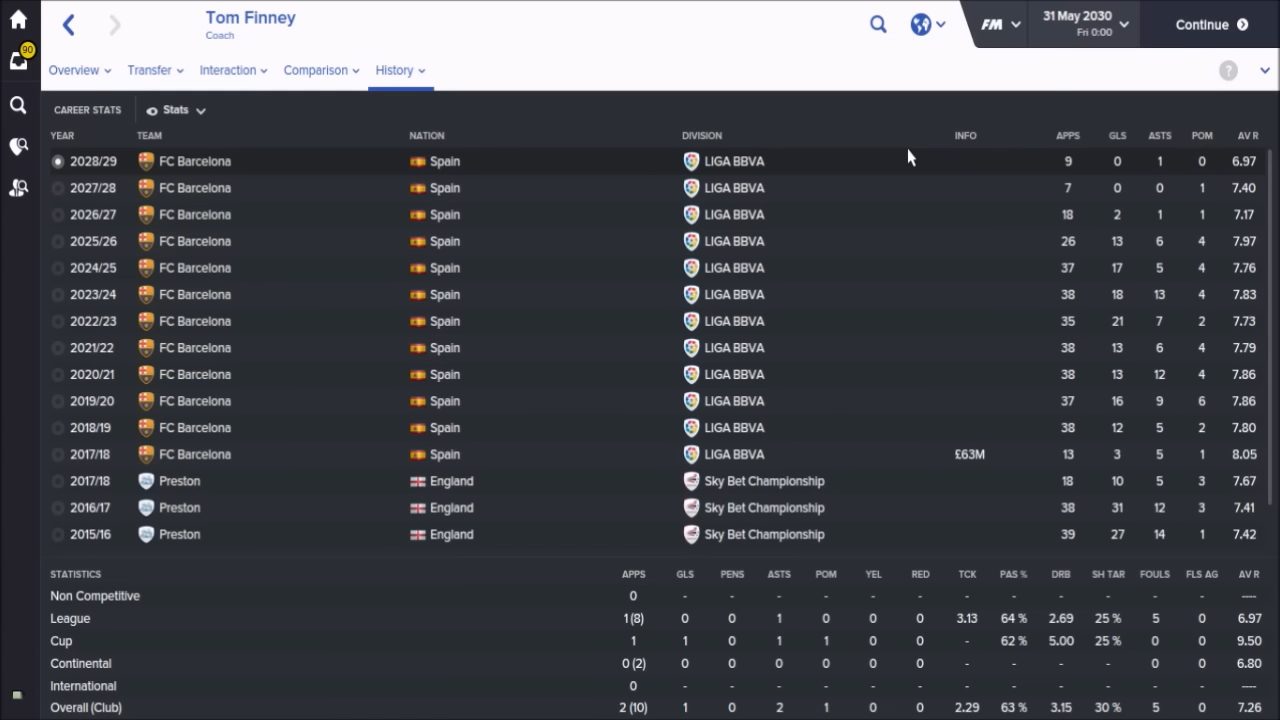 Tom Finney
Coach
90
FM
31 May 2030
Fri 0:00
Continue
Overview Transfer Interaction Comparison History
?
CAREER STATS Stats
YEAR TEAM NATION DIVISION INFO APPS GLS ASTS POM AV R
2028/29 FC Barcelona Spain LIGA BBVA 9 0 1 0 6.97
2027/28 FC Barcelona Spain LIGA BBVA 7 0 0 1 7.40
2026/27 FC Barcelona Spain LIGA BBVA 18 2 1 1 7.17
2025/26 FC Barcelona Spain LIGA BBVA 26 13 6 4 7.97
2024/25 FC Barcelona Spain LIGA BBVA 37 17 5 4 7.76
2023/24 FC Barcelona Spain LIGA BBVA 38 18 13 4 7.83
2022/23 FC Barcelona Spain LIGA BBVA 35 21 7 2 7.73
2021/22 FC Barcelona Spain LIGA BBVA 38 13 6 4 7.79
2020/21 FC Barcelona Spain LIGA BBVA 38 13 12 4 7.86
2019/20 FC Barcelona Spain LIGA BBVA 37 16 9 6 7.86
2018/19 FC Barcelona Spain LIGA BBVA 38 12 5 2 7.80
2017/18 FC Barcelona Spain LIGA BBVA £63M 13 3 5 1 8.05
2017/18 Preston England Sky Bet Championship 18 10 5 3 7.67
2016/17 Preston England Sky Bet Championship 38 31 12 3 7.41
2015/16 Preston England Sky Bet Championship 39 27 14 1 7.42
STATISTICS APPS GLS PENS ASTS POM YEL RED TCK PAS % DRB SH TAR FOULS FLS AG AV R
Non Competitive 0 - - - - - - - - - - - - ----
League 1 (8) 0 0 1 0 0 0 3.13 64 % 2.69 25 % 5 0 6.97
Cup 1 1 0 1 1 0 0 - 62 % 5.00 25 % 0 0 9.50
Continental 0 (2) 0 0 0 0 0 0 - - - - 0 0 6.80
International 0 - - - - - - - - - - - - ----
Overall (Club) 2 (10) 1 0 2 1 0 0 2.29 63 % 3.15 30 % 5 0 7.26